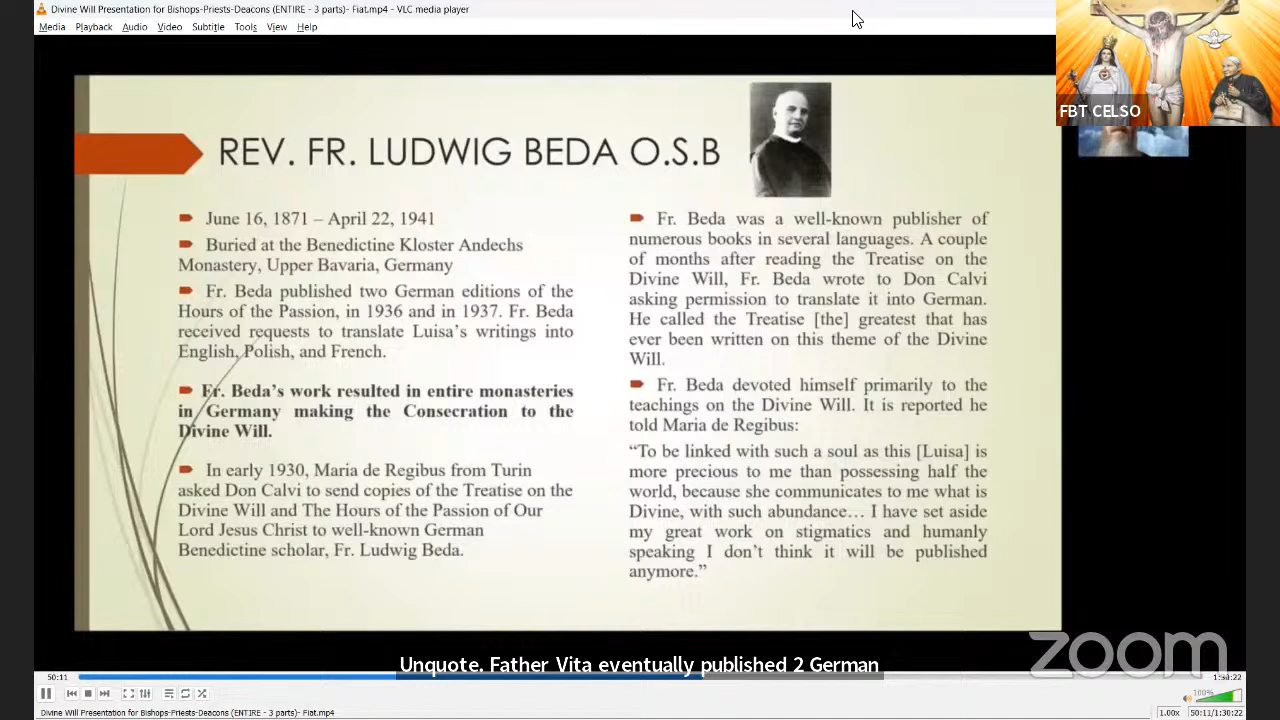 Divine Will Presentation for Bishops-Priests-Deacons (ENTIRE - 3 parts)- Fiat.mp4 - VLC media player
Media Playback Audio Video Subtitle Tools View Help
FBT CELSO
REV. FR. LUDWIG BEDA O.S.B
June 16, 1871 – April 22, 1941
Buried at the Benedictine Kloster Andechs
Monastery, Upper Bavaria, Germany
Fr. Beda published two German editions of the
Hours of the Passion, in 1936 and in 1937. Fr. Beda
received requests to translate Luisa's writings into
English, Polish, and French.
Fr. Beda's work resulted in entire monasteries
in Germany making the Consecration to the
Divine Will.
In early 1930, Maria de Regibus from Turin
asked Don Calvi to send copies of the Treatise on the
Divine Will and The Hours of the Passion of Our
Lord Jesus Christ to well-known German
Benedictine scholar, Fr. Ludwig Beda.
Fr. Beda was a well-known publisher of
numerous books in several languages. A couple
of months after reading the Treatise on the
Divine Will, Fr. Beda wrote to Don Calvi
asking permission to translate it into German.
He called the Treatise [the] greatest that has
ever been written on this theme of the Divine
Will.
Fr. Beda devoted himself primarily to the
teachings on the Divine Will. It is reported he
told Maria de Regibus:
“To be linked with such a soul as this [Luisa] is
more precious to me than possessing half the
world, because she communicates to me what is
Divine, with such abundance… I have set aside
my great work on stigmatics and humanly
speaking I don't think it will be published
anymore.”
zoom
Unquote. Father Vita eventually published 2 German
50:11
1:30:22
100%
Divine Will Presentation for Bishops-Priests-Deacons (ENTIRE - 3 parts)- Fiat.mp4
1.00x
50:11/1:30:22